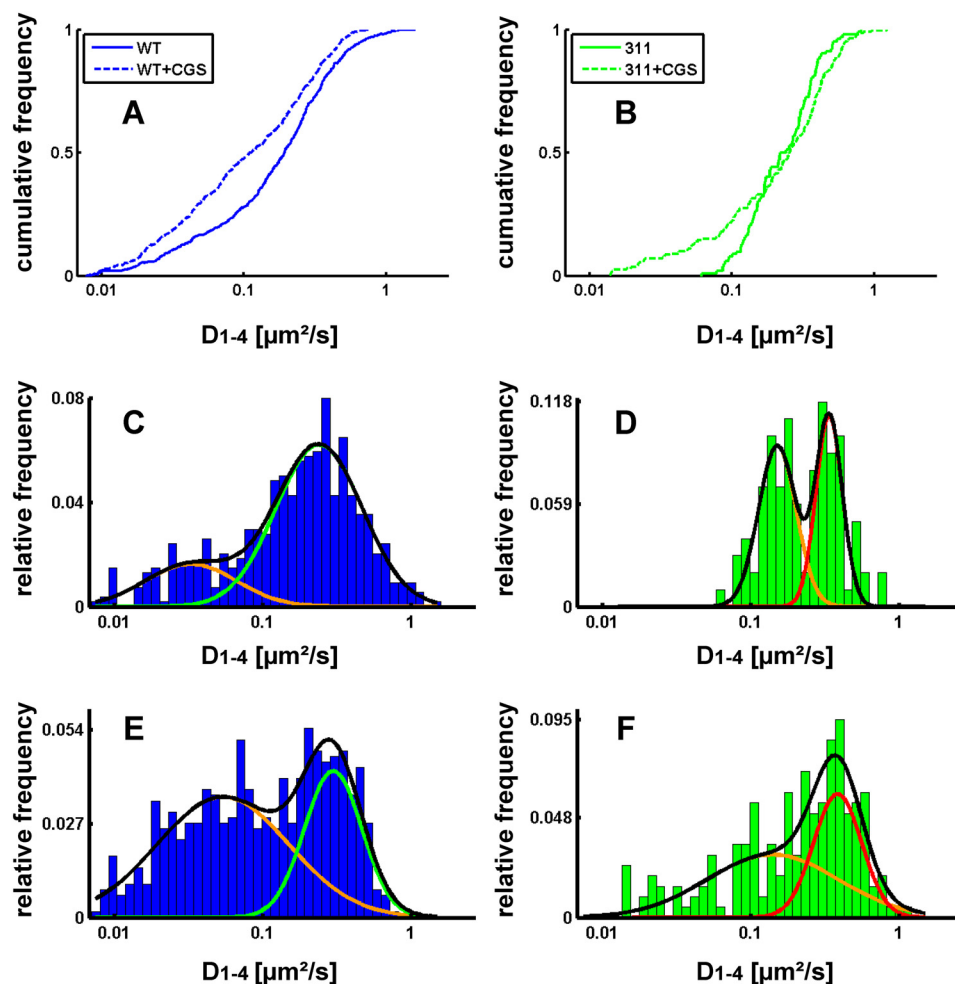 1
WT
WT+CGS
A
0.5
0
0.01
0.1
1
cumulative frequency
D1-4 [µm²/s]
1
311
311+CGS
B
0.5
0
0.01
0.1
1
cumuative frequency
D1-4 [µm²/s]
0.08
C
0.04
0
0.01
0.1
1
relative frequency
D1-4 [µm²/s]
0.118
D
0.059
0
0.01
0.1
1
relative frequency
D1-4 [µm²/s]
0.054
E
0.027
0
0.01
0.1
1
relative frequency
D1-4 [µm²/s]
0.095
F
0.048
0
0.01
0.1
1
relative frequency
D1-4 [µm²/s]